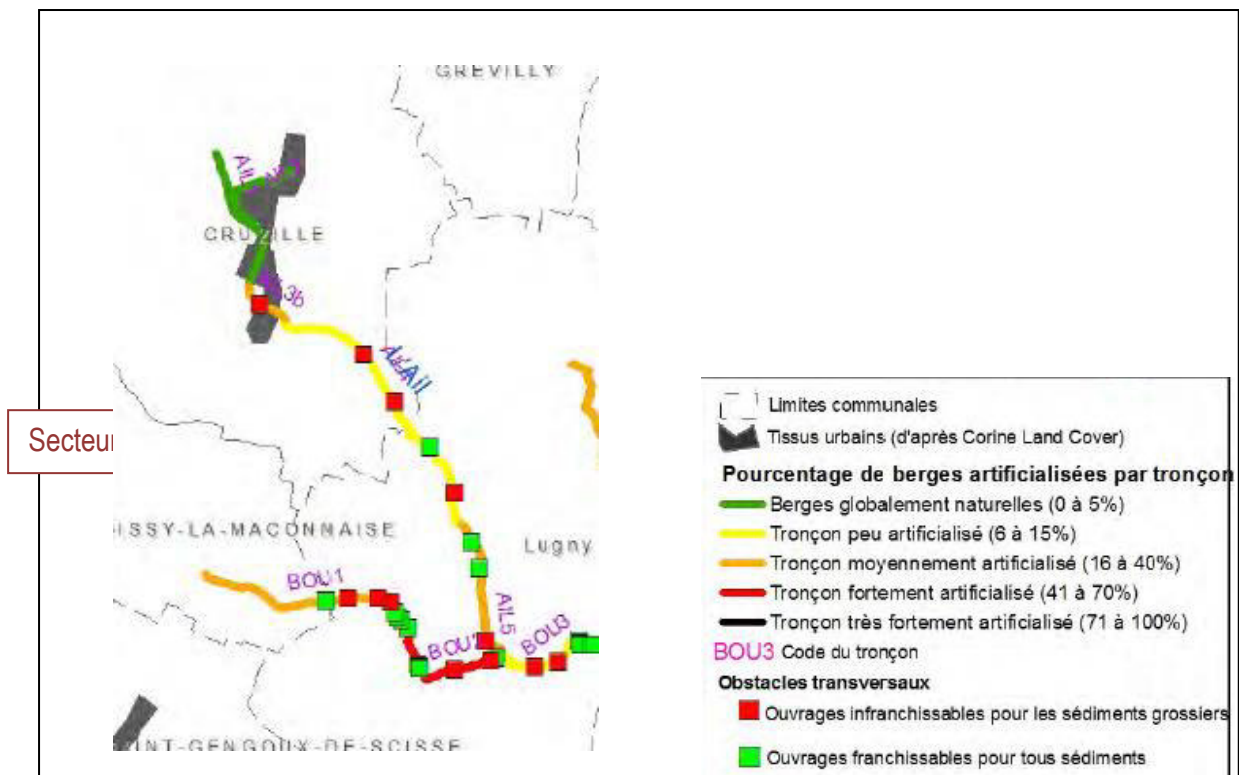 GREVILLY
CRUZILLE
Secteur
ISSY-LA-MACONNAISE
Lugny
BOU1
AIL5
BOU3
INT-GENGOUX-DE-SCISSE
Limites communales
Tissus urbains (d'après Corine Land Cover)
Pourcentage de berges artificialisées par tronçon
Berges globalement naturelles (0 à 5%)
Tronçon peu artificialisé (6 à 15%)
Tronçon moyennement artificialisé (16 à 40%)
Tronçon fortement artificialisé (41 à 70%)
Tronçon très fortement artificialisé (71 à 100%)
BOU3 Code du tronçon
Obstacles transversaux
Ouvrages infranchissables pour les sédiments grossiers
Ouvrages franchissables pour tous sédiments